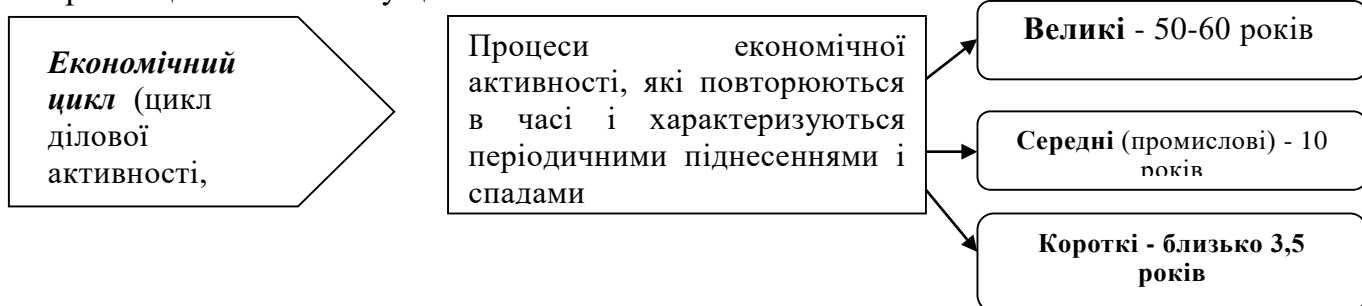 Економічний
цикл (цикл
ділової
активності,
Процеси економічної
активності, які повторюються
в часі і характеризуються
періодичними піднесеннями і
спадами
Великі - 50-60 років
Середні (промислові) - 10
років
Короткі - близько 3,5
років